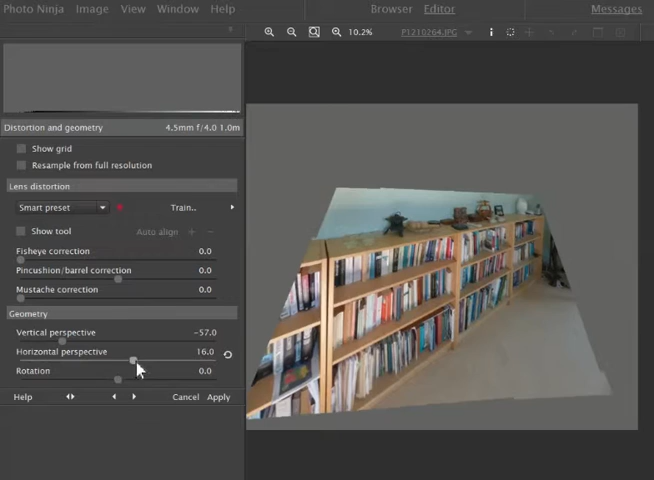 Photo Ninja Image View Window Help Browser Editor Messages
10.2% P1210264.JPG
Distortion and geometry 4.5mm f/4.0 1.0m
Show grid
Resample from full resolution
Lens distortion
Smart preset Train..
Show tool Auto align + −
Fisheye correction 0.0
Pincushion/barrel correction 0.0
Mustache correction 0.0
Geometry
Vertical perspective −57.0
Horizontal perspective 16.0
Rotation 0.0
Help Cancel Apply